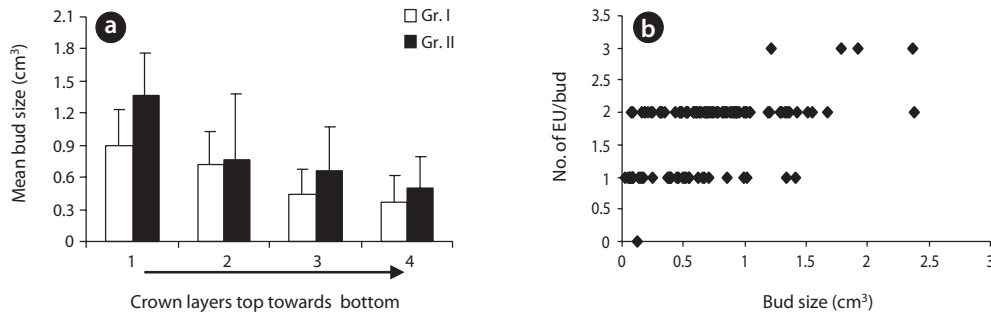 a
Gr. I
Gr. II
Mean bud size (cm³)
2.1
1.8
1.5
1.2
0.9
0.6
0.3
0
1 2 3 4
Crown layers top towards bottom
b
No. of EU/bud
3.5
3
2.5
2
1.5
1
0.5
0
0 0.5 1 1.5 2 2.5 3
Bud size (cm³)